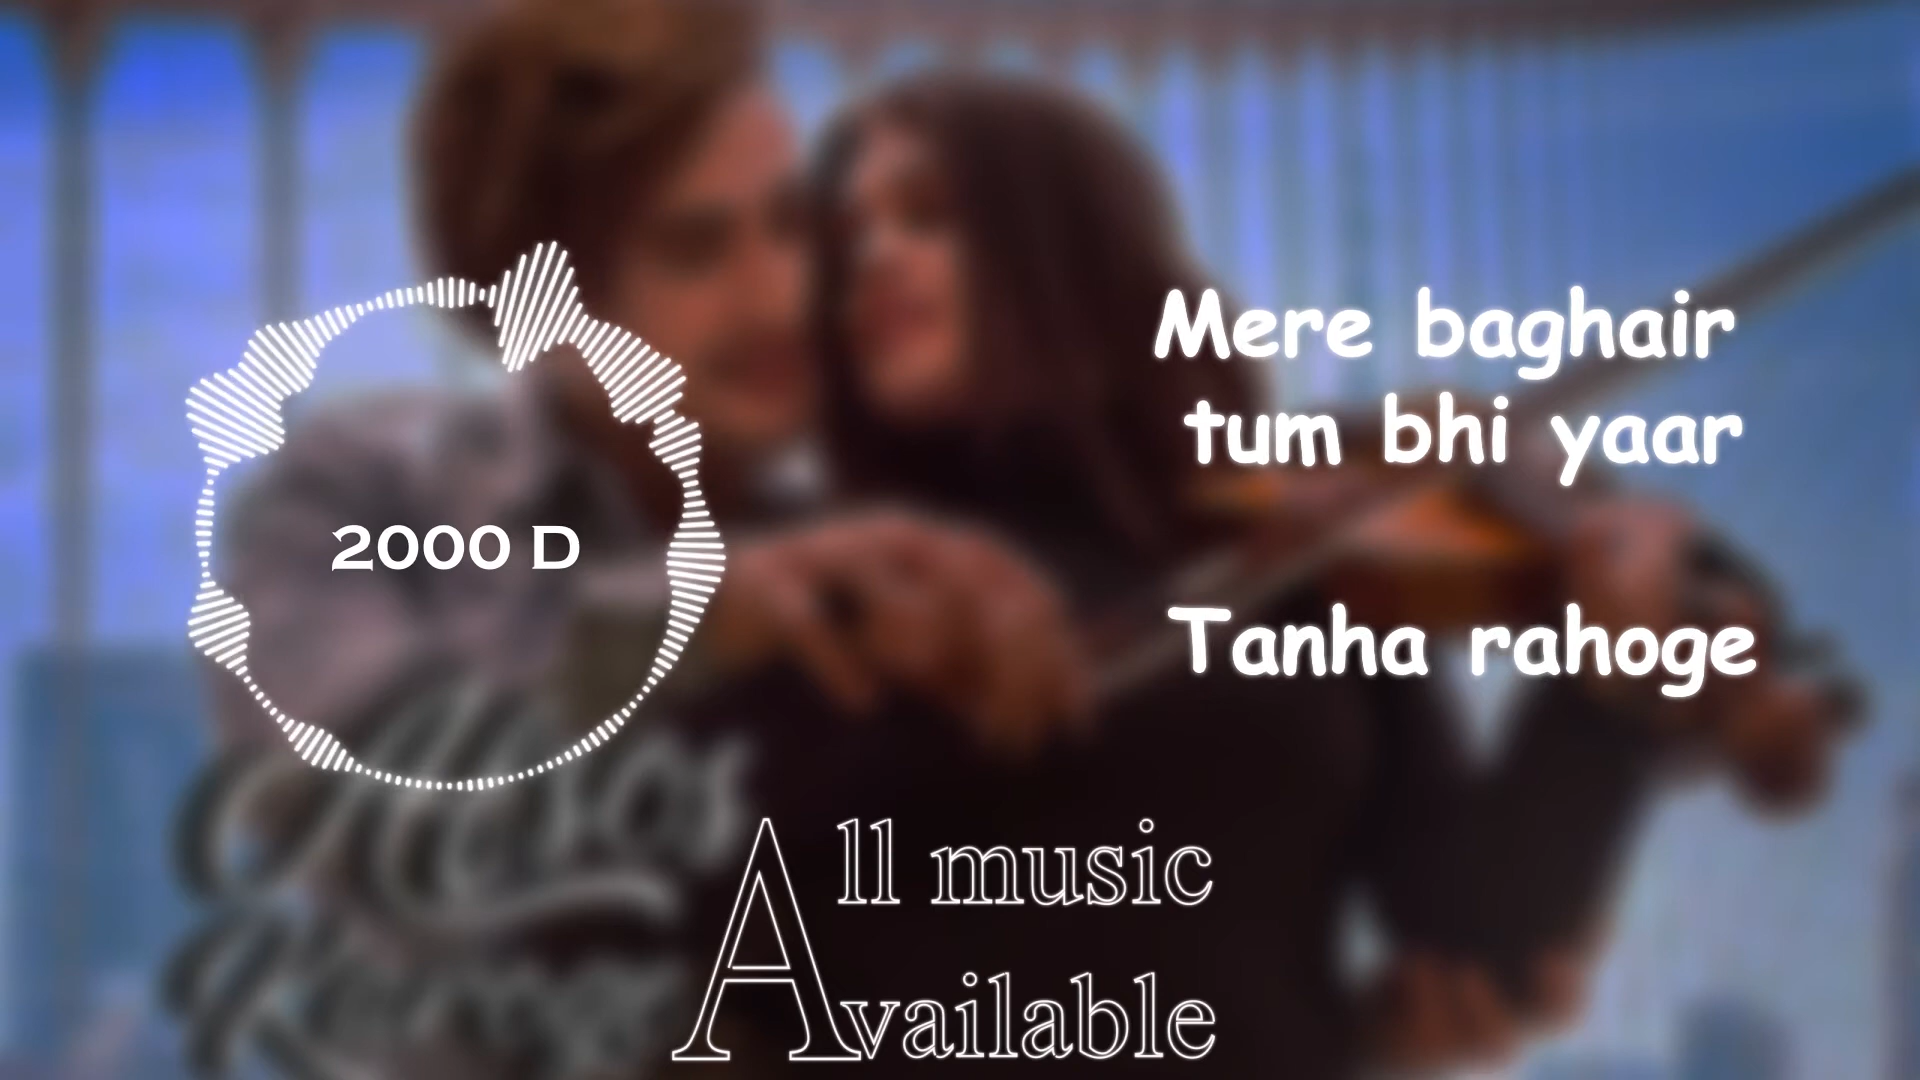 2000 D
Mere baghair
tum bhi yaar
Tanha rahoge
All music
Available